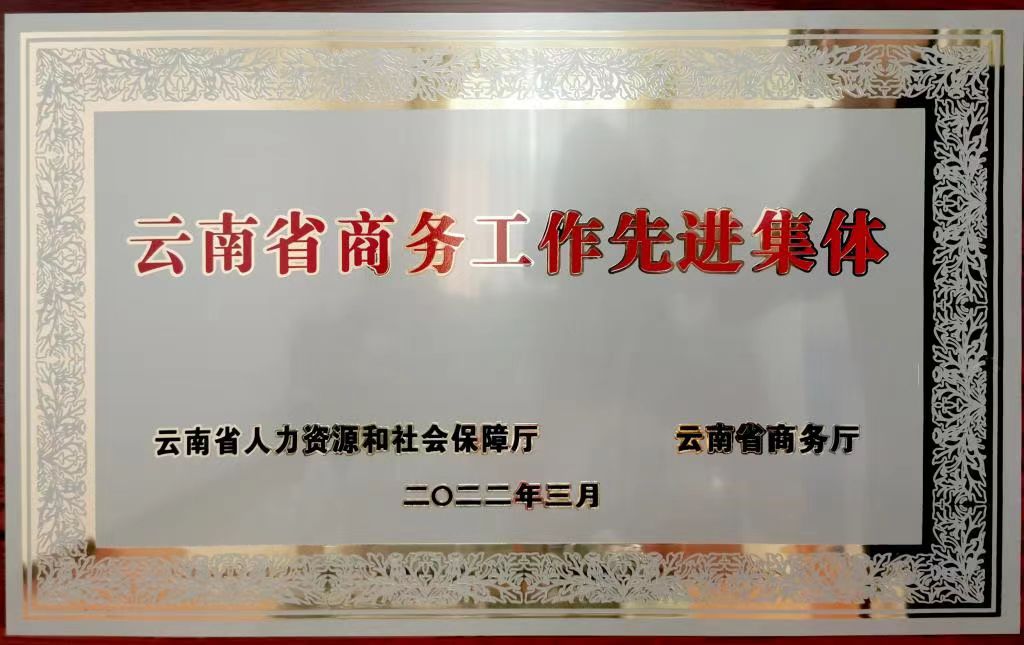 云南省商务工作先进集体
云南省人力资源和社会保障厅 云南省商务厅
二〇二二年三月